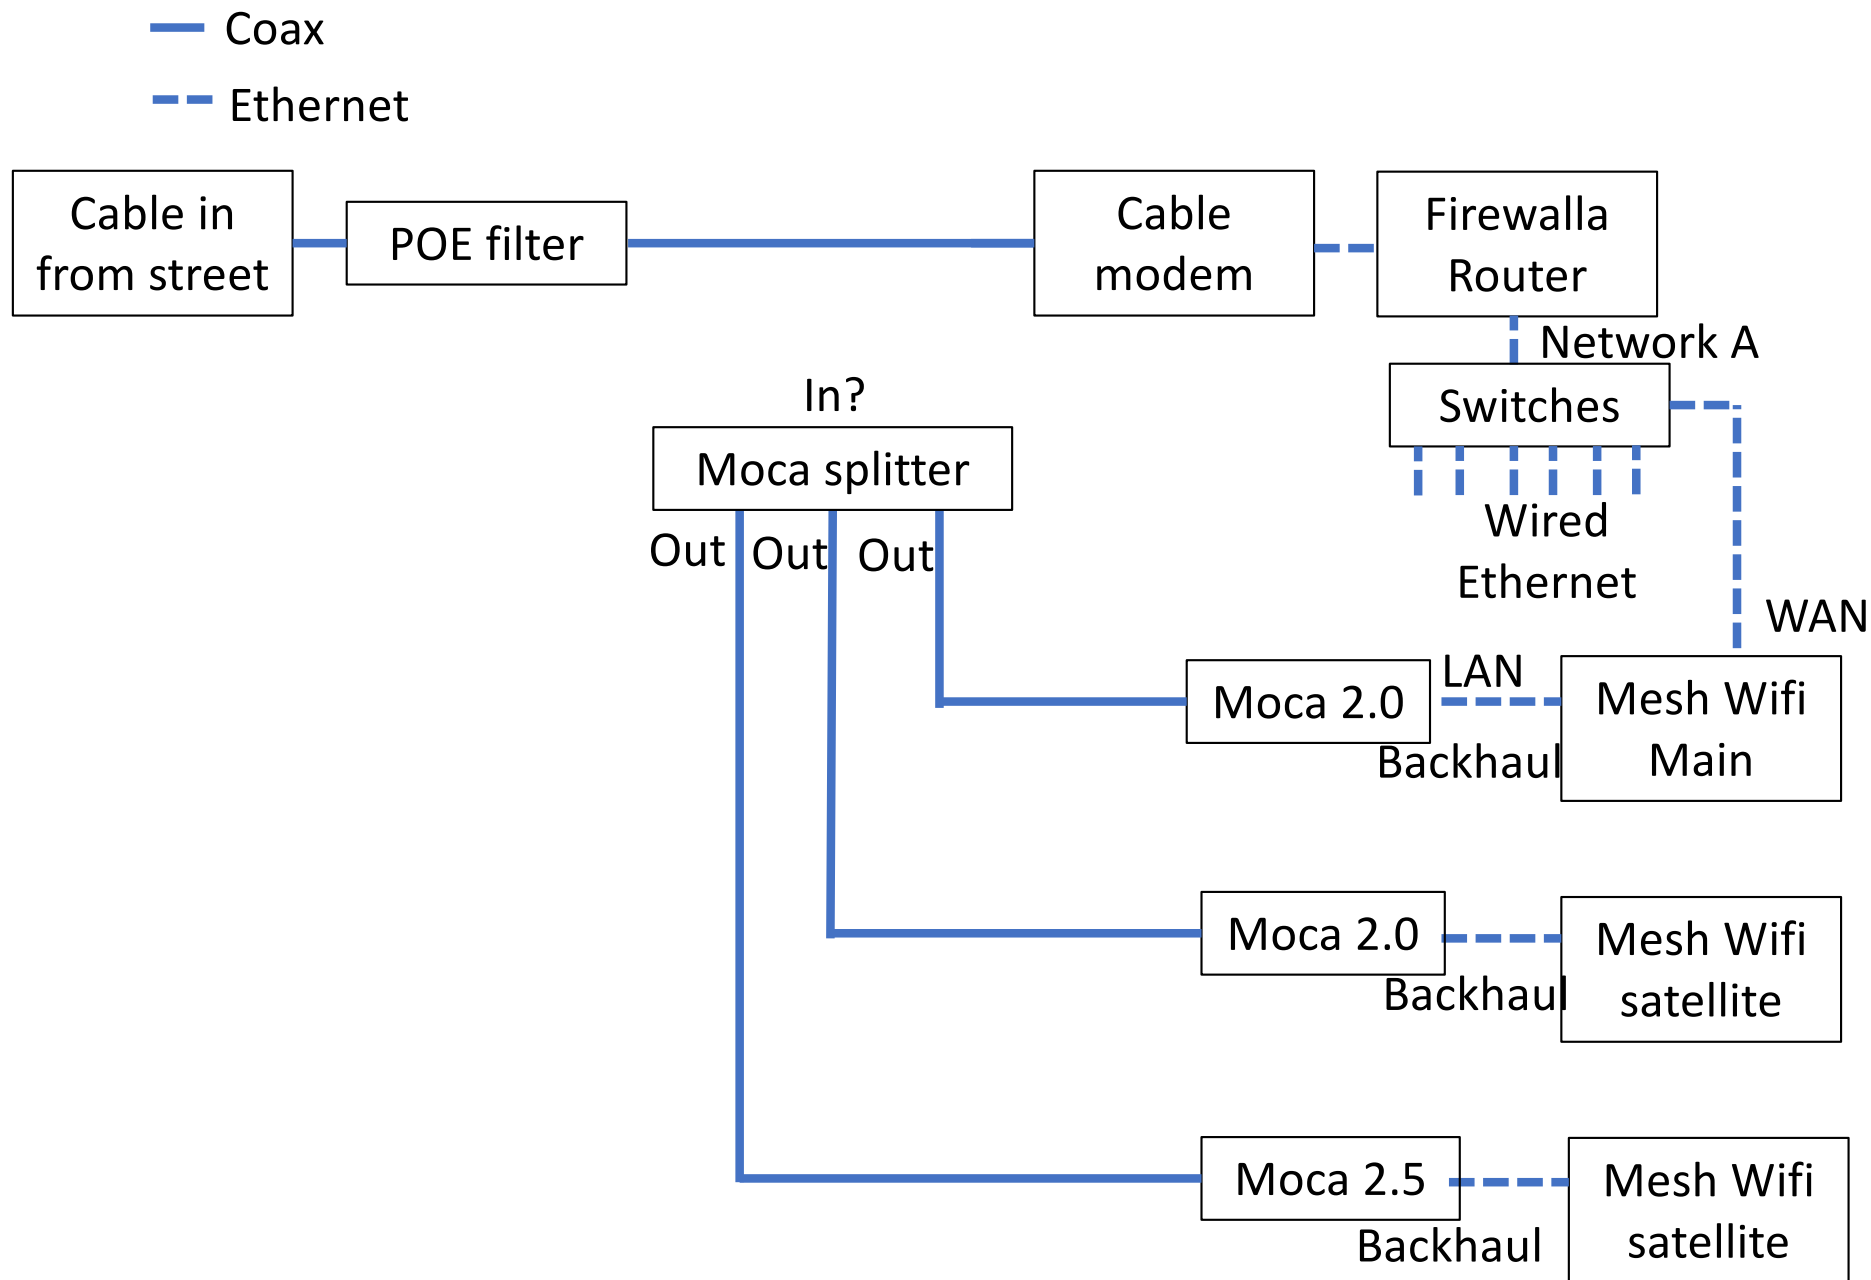 Coax
Ethernet
Cable in
from street
POE filter
Cable
modem
Firewalla
Router
Network A
Switches
Wired
Ethernet
In?
Moca splitter
Out
Out
Out
WAN
Moca 2.0
LAN
Backhaul
Mesh Wifi
Main
Moca 2.0
Backhaul
Mesh Wifi
satellite
Moca 2.5
Backhaul
Mesh Wifi
satellite